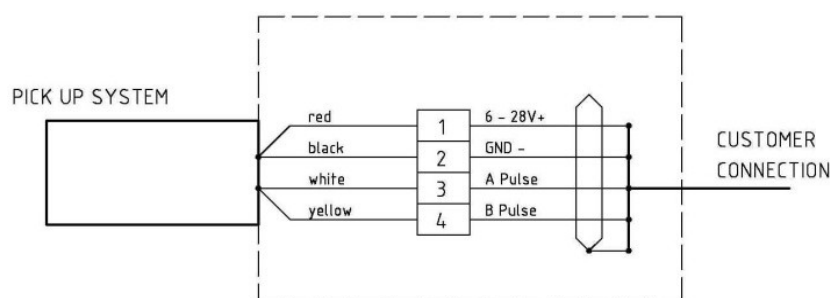 PICK UP SYSTEM
red 1 6 - 28V+
black 2 GND -
white 3 A Pulse
yellow 4 B Pulse
CUSTOMER
CONNECTION